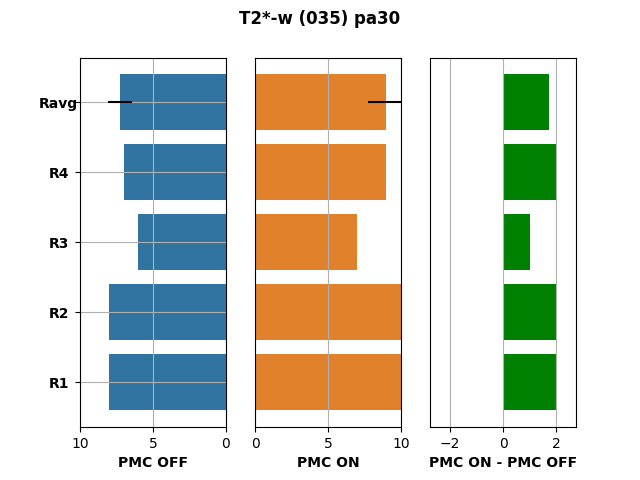 T2*-w (035) pa30
Ravg
R4
R3
R2
R1
10 5 0
0 5 10
−2 0 2
PMC OFF
PMC ON
PMC ON - PMC OFF